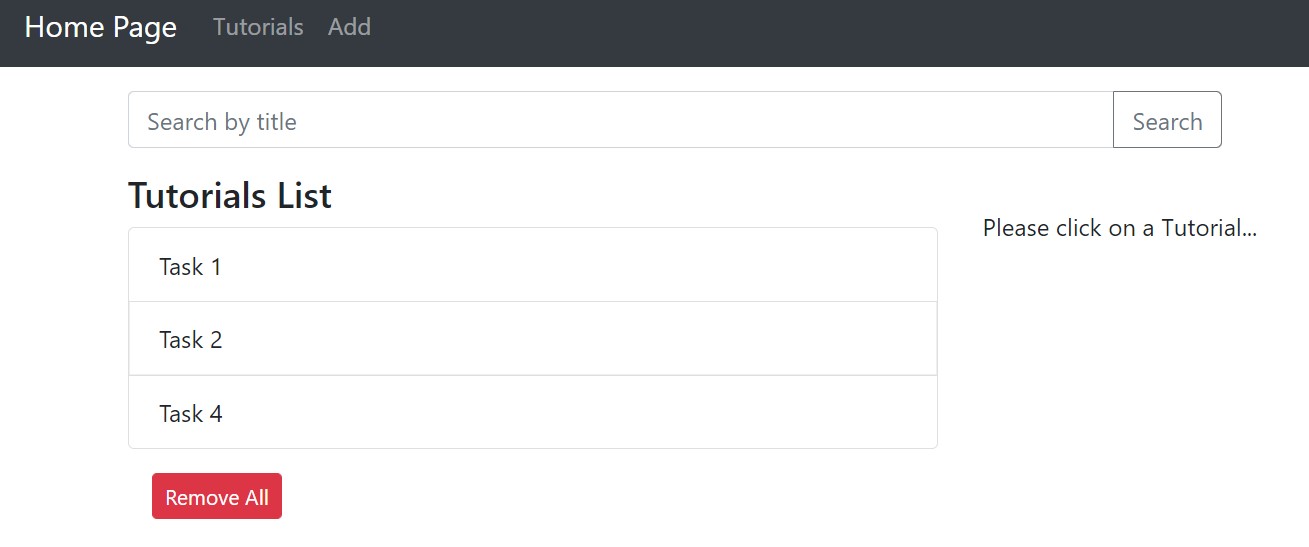 Home Page Tutorials Add
Search by title Search
Tutorials List
Please click on a Tutorial...
Task 1
Task 2
Task 4
Remove All